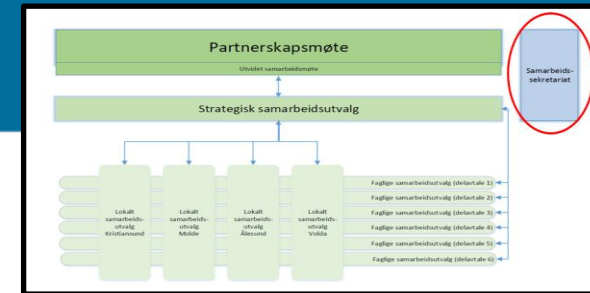 Partnerskapsmøte
Utvidet samarbeidsmøte
Samarbeids-
sekretariat
Strategisk samarbeidsutvalg
Lokalt
samarbeids-
utvalg
Kristiansund
Lokalt
samarbeids-
utvalg
Molde
Lokalt
samarbeids-
utvalg
Ålesund
Lokalt
samarbeids-
utvalg
Volda
Faglige samarbeidsutvalg (delavtale 1)
Faglige samarbeidsutvalg (delavtale 2)
Faglige samarbeidsutvalg (delavtale 3)
Faglige samarbeidsutvalg (delavtale 4)
Faglige samarbeidsutvalg (delavtale 5)
Faglige samarbeidsutvalg (delavtale 6)